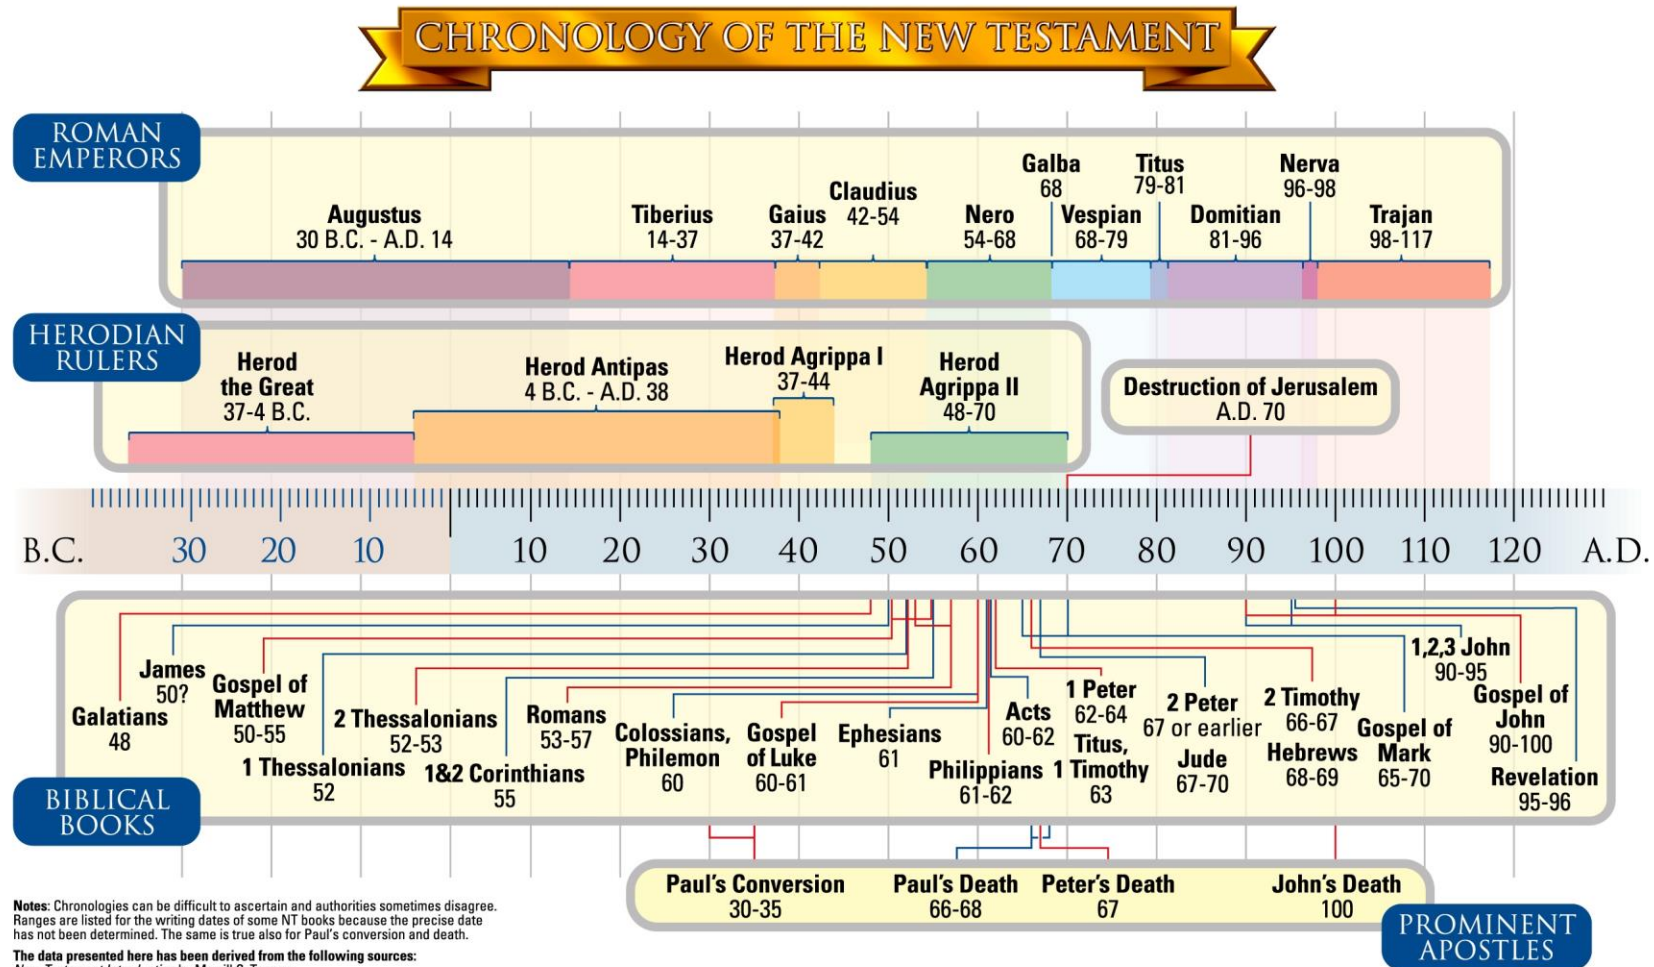 CHRONOLOGY OF THE NEW TESTAMENT
ROMAN
EMPERORS
Augustus
30 B.C. - A.D. 14
Tiberius
14-37
Gaius
37-42
Claudius
42-54
Nero
54-68
Galba
68
Vespian
68-79
Titus
79-81
Domitian
81-96
Nerva
96-98
Trajan
98-117
HERODIAN
RULERS
Herod
the Great
37-4 B.C.
Herod Antipas
4 B.C. - A.D. 38
Herod Agrippa I
37-44
Herod
Agrippa II
48-70
Destruction of Jerusalem
A.D. 70
B.C. 30 20 10 10 20 30 40 50 60 70 80 90 100 110 120 A.D.
Galatians
48
James
50?
Gospel of
Matthew
50-55
1 Thessalonians
52
2 Thessalonians
52-53
1&2 Corinthians
55
Romans
53-57
Colossians,
Philemon
60
Gospel
of Luke
60-61
Ephesians
61
Philippians
61-62
Acts
60-62
1 Peter
62-64
Titus,
1 Timothy
63
2 Peter
67 or earlier
Jude
67-70
2 Timothy
66-67
Hebrews
68-69
Gospel of
Mark
65-70
1,2,3 John
90-95
Gospel of
John
90-100
Revelation
95-96
BIBLICAL
BOOKS
Paul's Conversion
30-35
Paul's Death
66-68
Peter's Death
67
John's Death
100
PROMINENT
APOSTLES
Notes: Chronologies can be difficult to ascertain and authorities sometimes disagree.
Ranges are listed for the writing dates of some NT books because the precise date
has not been determined. The same is true also for Paul's conversion and death.
The data presented here has been derived from the following sources: